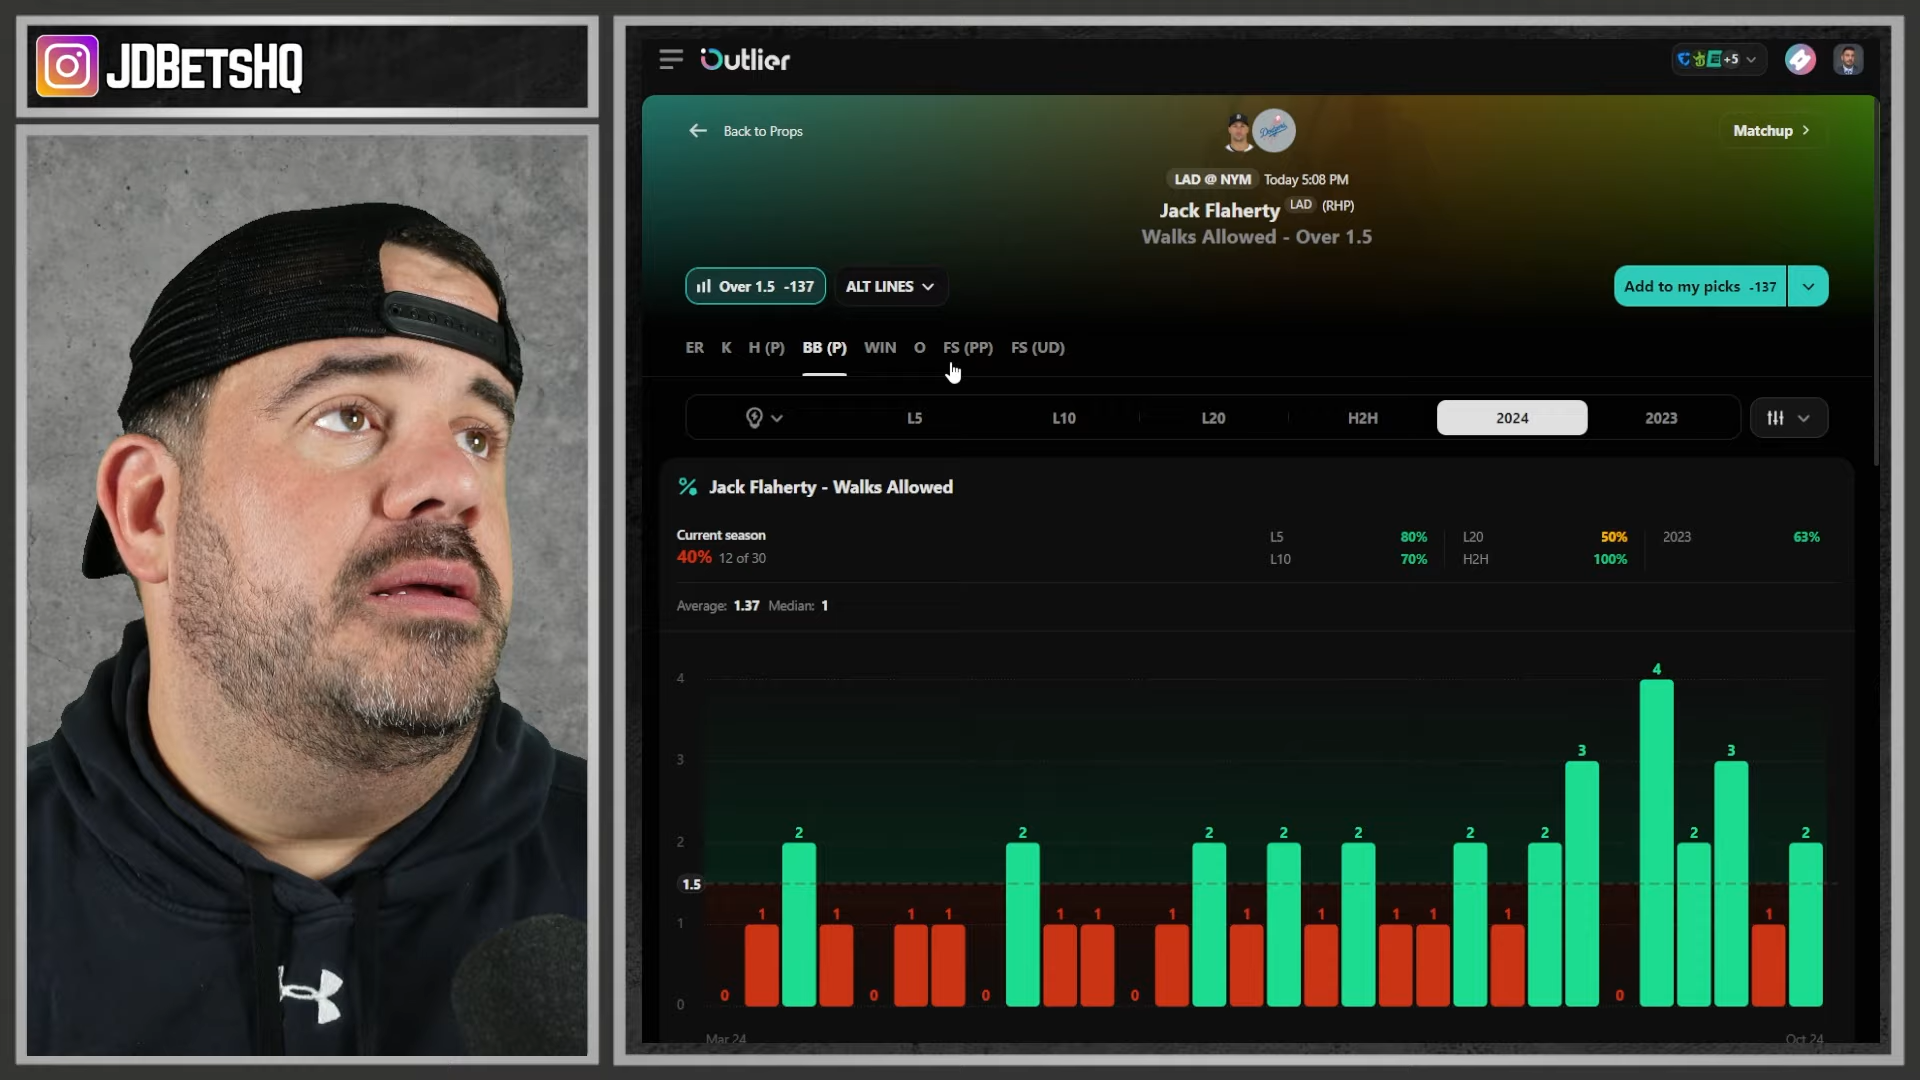 JDBETSHQ
Outlier
+5
Back to Props
Matchup
Dodgers
LAD @ NYM Today 5:08 PM
Jack Flaherty LAD (RHP)
Walks Allowed - Over 1.5
Over 1.5 -137
ALT LINES
Add to my picks -137
ER K H (P) BB (P) WIN O FS (PP) FS (UD)
L5 L10 L20 H2H 2024 2023
Jack Flaherty - Walks Allowed
Current season
40% 12 of 30
L5 80% L20 50% 2023 63%
L10 70% H2H 100%
Average: 1.37 Median: 1
4
3
2
1.5
1
0
0 1 2 1 0 1 1 0 2 1 1 0 1 2 1 2 1 2 1 1 2 1 2 3 0 4 2 3 1 2
Mar 24 Oct 24